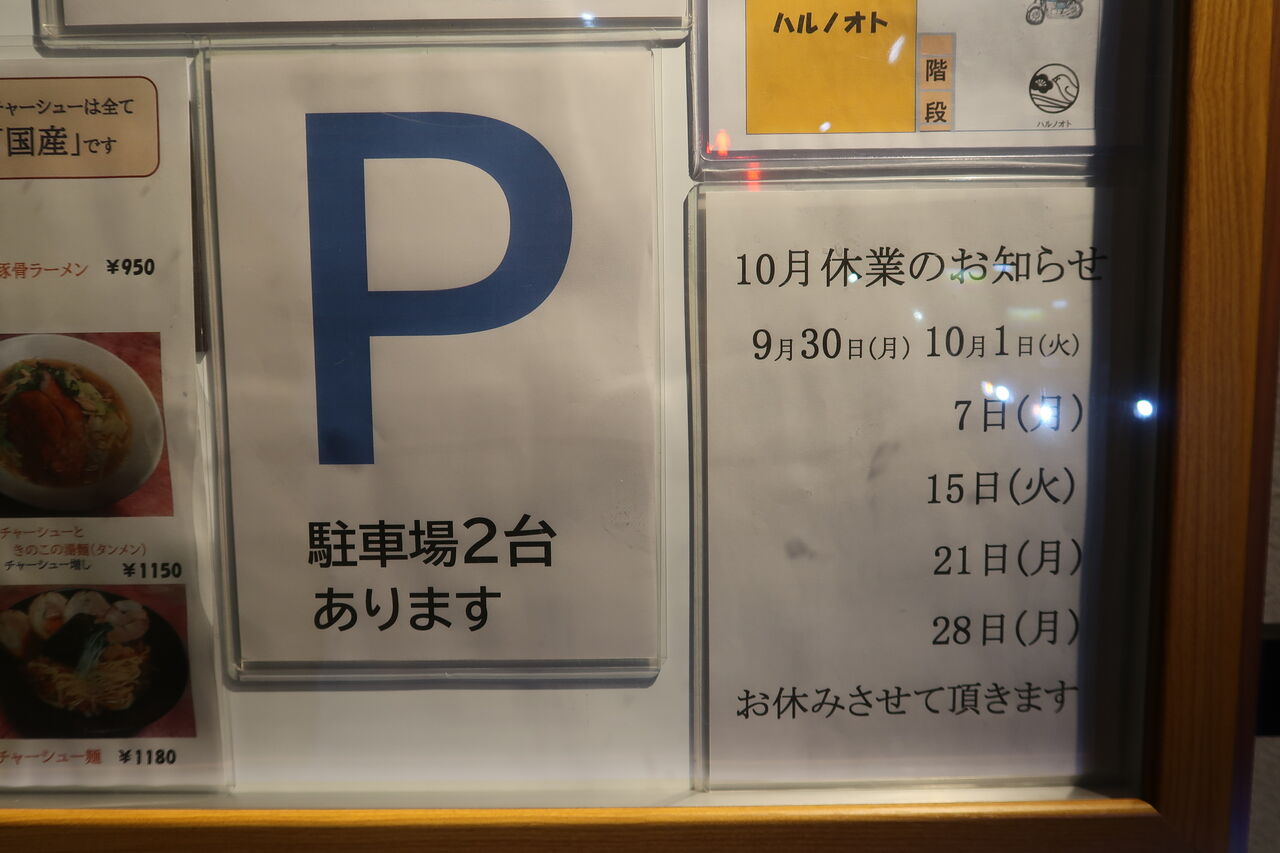 チャーシューは全て
「国産」です
豚骨ラーメン ¥950
チャーシューと
きのこの湯麺(タンメン)
チャーシュー増し ¥1150
チャーシュー麺 ¥1180
P
駐車場2台
あります
ハルノオト
階段
ハルノオト
10月休業のお知らせ
9月30日(月) 10月1日(火)
7日(月)
15日(火)
21日(月)
28日(月)
お休みさせて頂きます